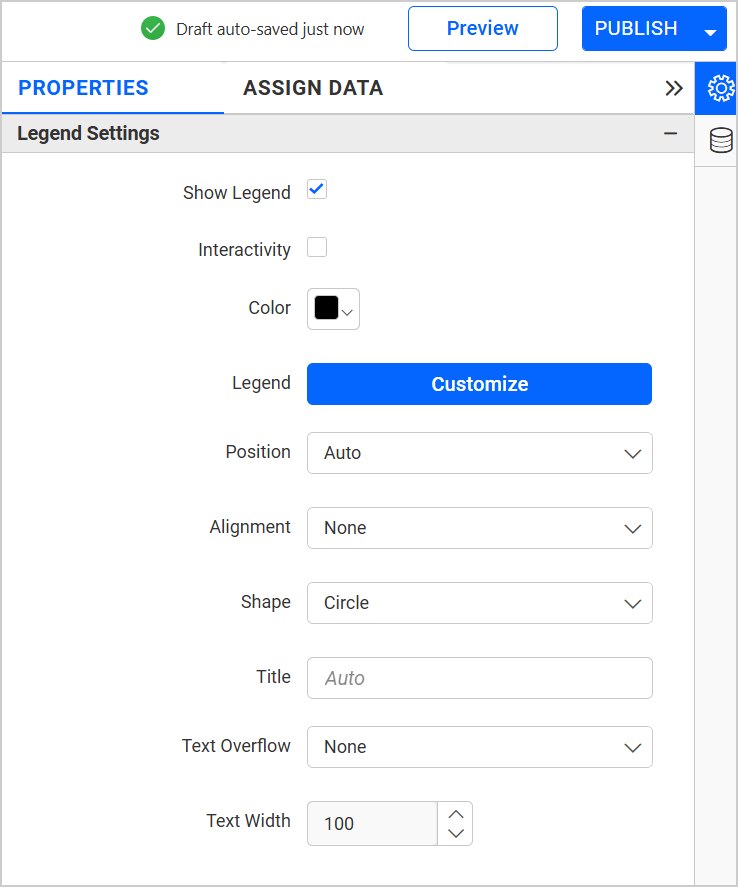 Draft auto-saved just now Preview PUBLISH
PROPERTIES ASSIGN DATA
Legend Settings
Show Legend
Interactivity
Color
Legend Customize
Position Auto
Alignment None
Shape Circle
Title Auto
Text Overflow None
Text Width 100